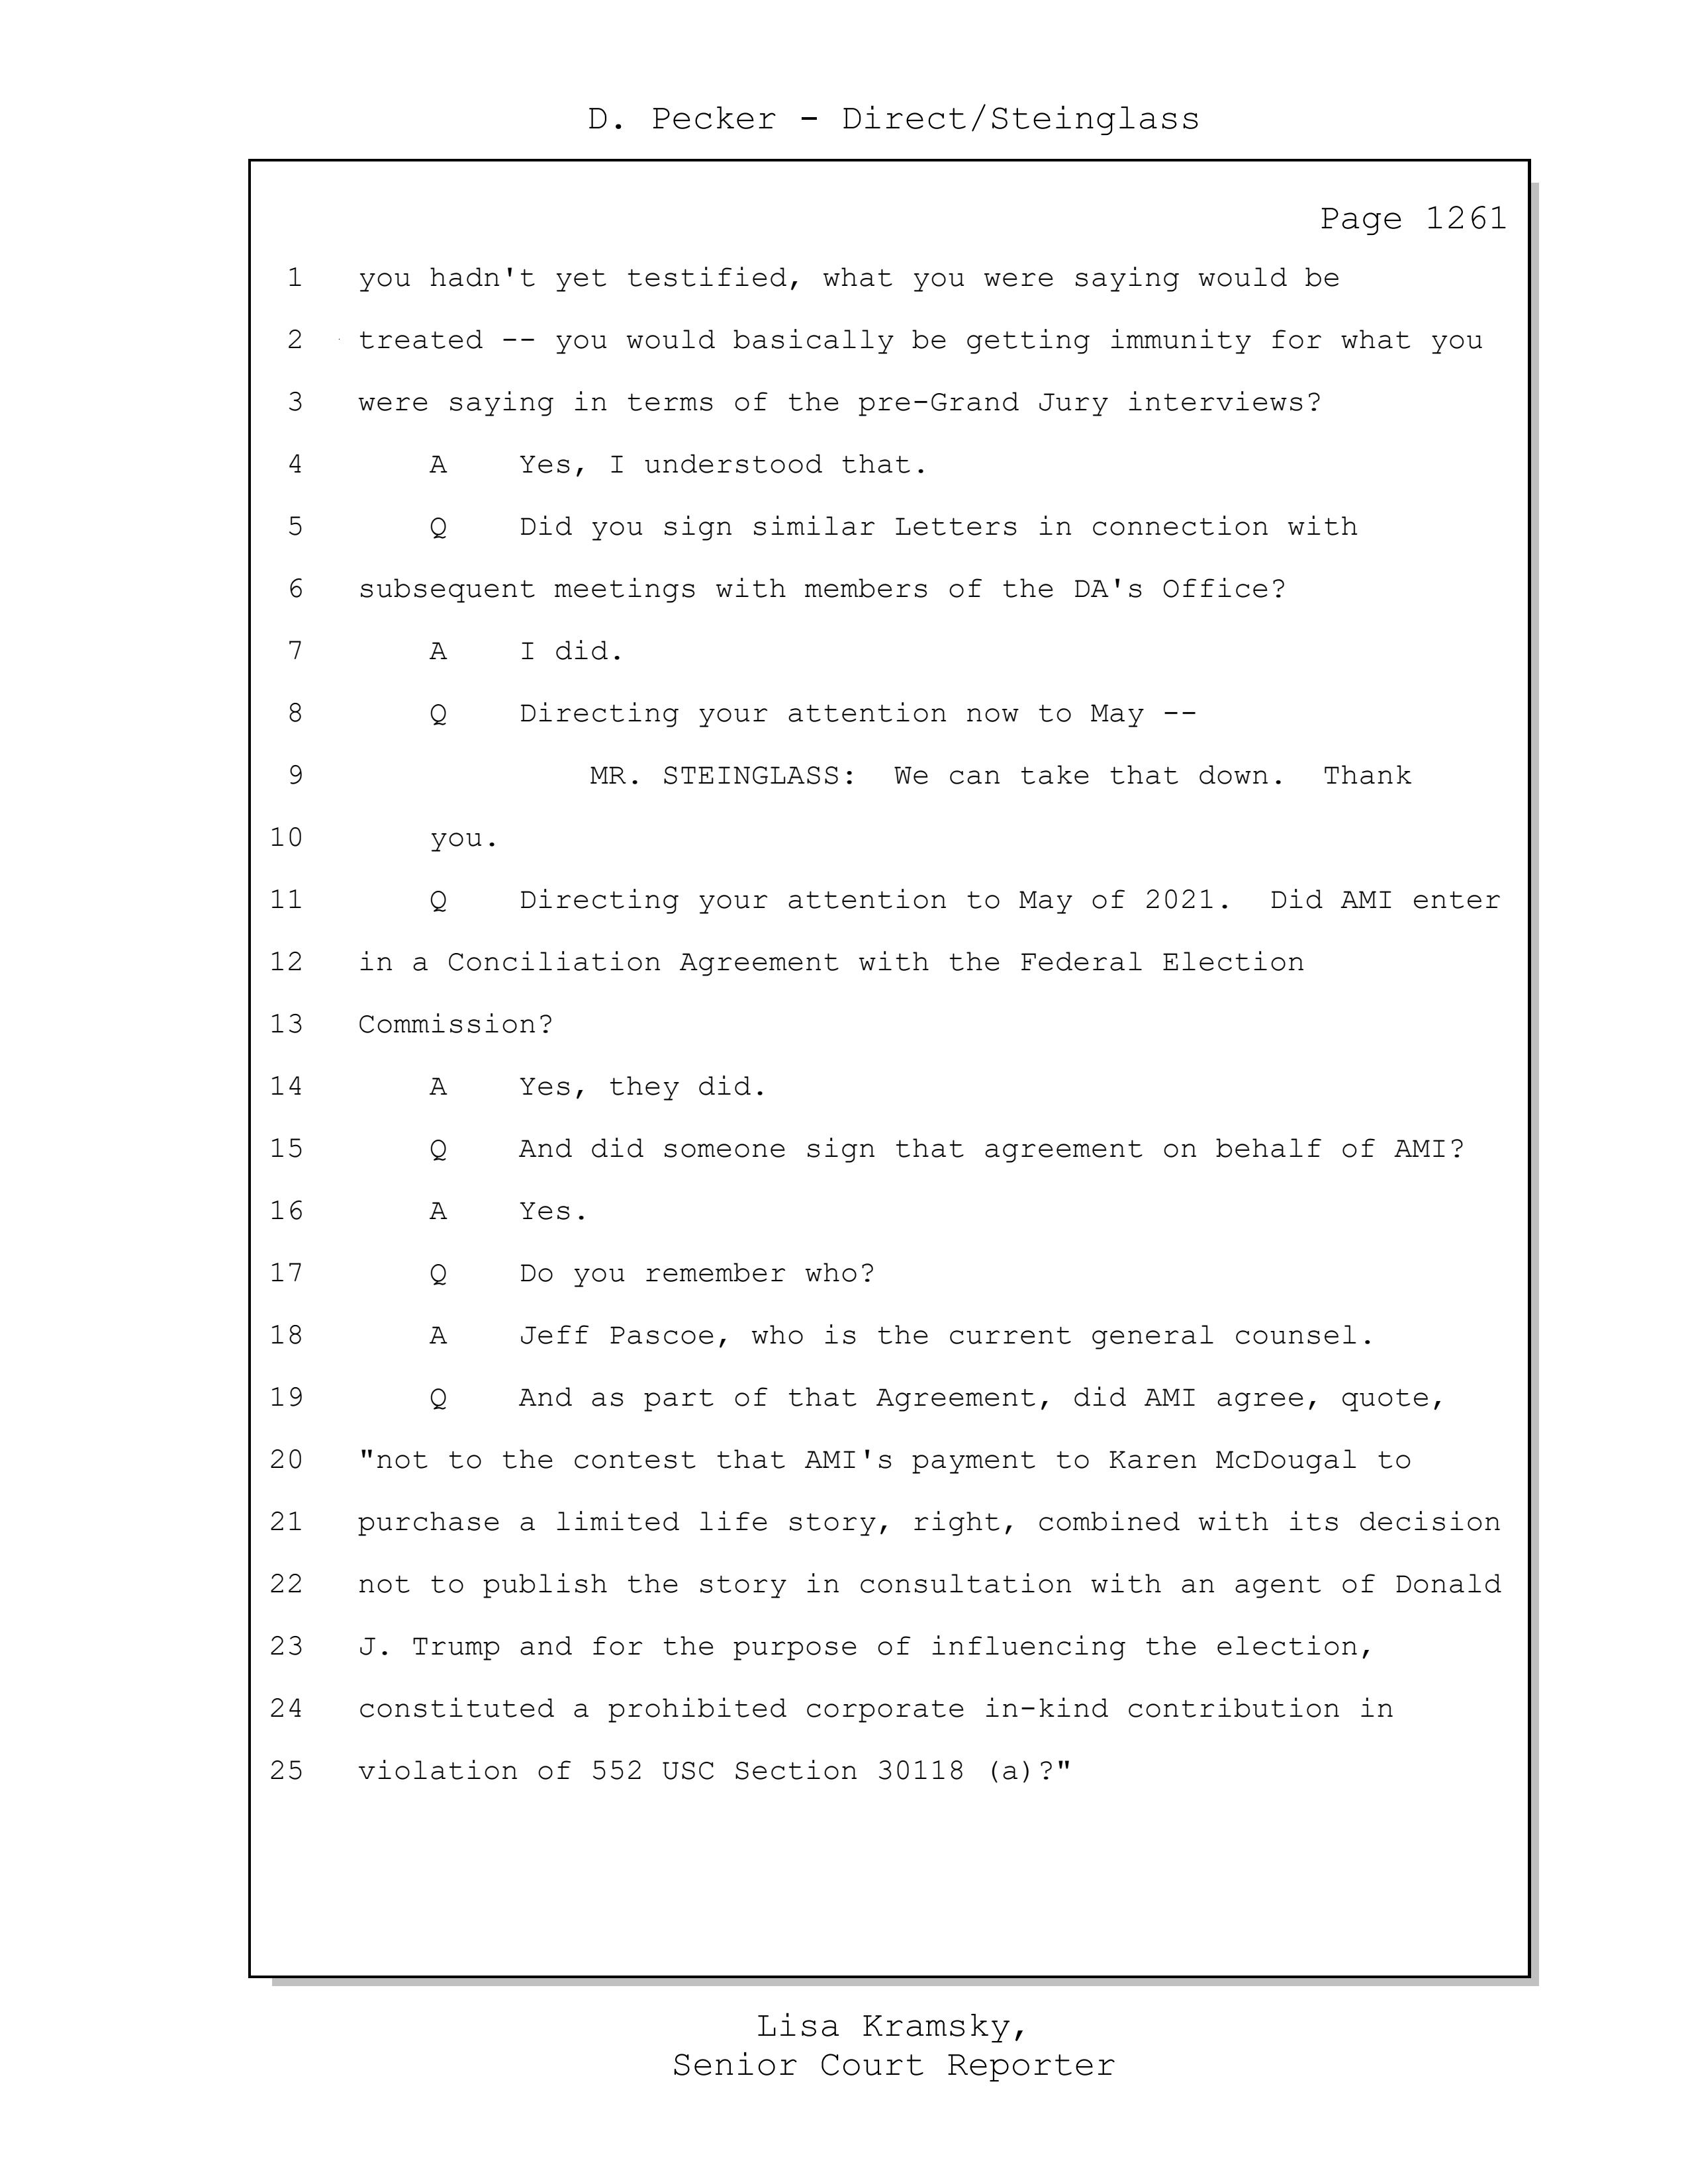 D. Pecker - Direct/Steinglass
Page 1261
1 you hadn't yet testified, what you were saying would be
2 treated -- you would basically be getting immunity for what you
3 were saying in terms of the pre-Grand Jury interviews?
4 A Yes, I understood that.
5 Q Did you sign similar Letters in connection with
6 subsequent meetings with members of the DA's Office?
7 A I did.
8 Q Directing your attention now to May --
9 MR. STEINGLASS: We can take that down. Thank
10 you.
11 Q Directing your attention to May of 2021. Did AMI enter
12 in a Conciliation Agreement with the Federal Election
13 Commission?
14 A Yes, they did.
15 Q And did someone sign that agreement on behalf of AMI?
16 A Yes.
17 Q Do you remember who?
18 A Jeff Pascoe, who is the current general counsel.
19 Q And as part of that Agreement, did AMI agree, quote,
20 "not to the contest that AMI's payment to Karen McDougal to
21 purchase a limited life story, right, combined with its decision
22 not to publish the story in consultation with an agent of Donald
23 J. Trump and for the purpose of influencing the election,
24 constituted a prohibited corporate in-kind contribution in
25 violation of 552 USC Section 30118 (a)?"
Lisa Kramsky,
Senior Court Reporter